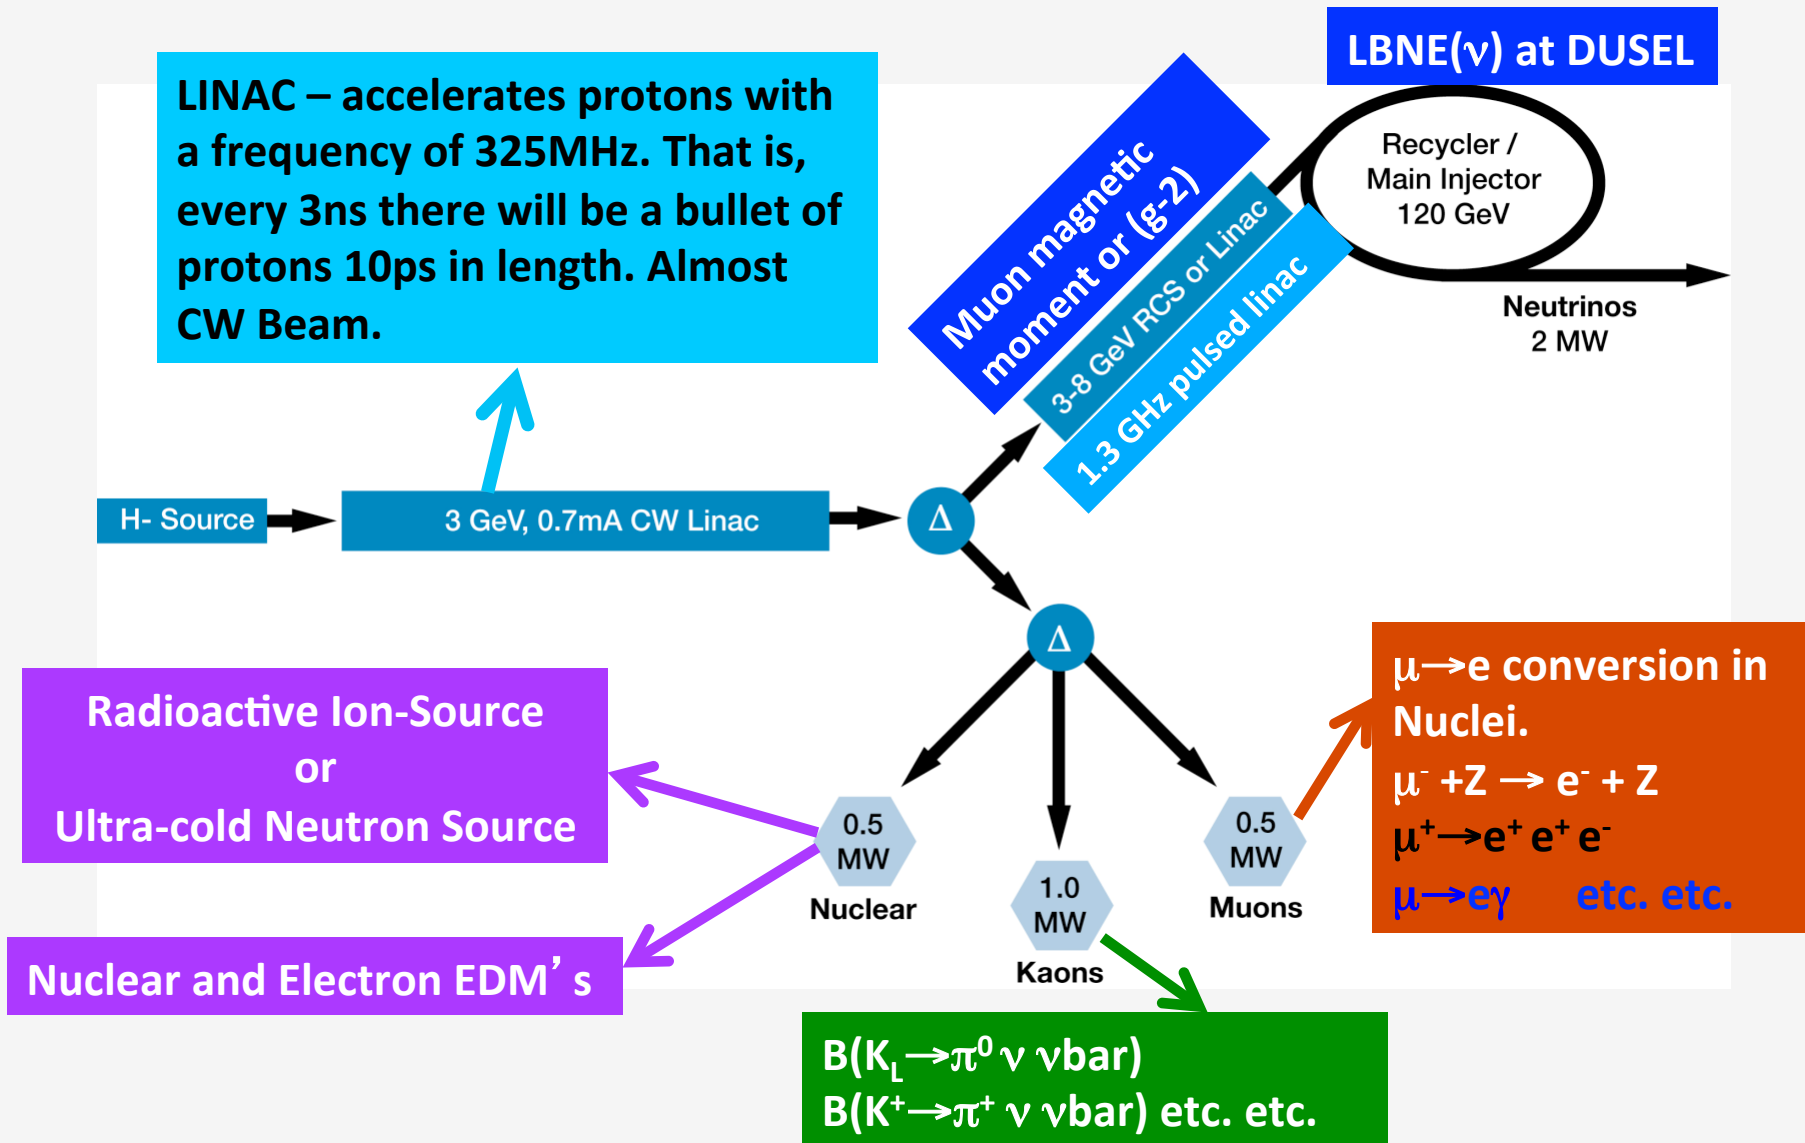 LBNE(ν) at DUSEL
LINAC – accelerates protons with
a frequency of 325MHz. That is,
every 3ns there will be a bullet of
protons 10ps in length. Almost
CW Beam.
Muon magnetic
moment or (g-2)
3-8 GeV RCS or Linac
1.3 GHz pulsed linac
Recycler /
Main Injector
120 GeV
Neutrinos
2 MW
H- Source
3 GeV, 0.7mA CW Linac
Δ
Δ
Radioactive Ion-Source
or
Ultra-cold Neutron Source
Nuclear and Electron EDM’s
0.5
MW
Nuclear
1.0
MW
Kaons
0.5
MW
Muons
μ→e conversion in
Nuclei.
μ⁻ +Z → e⁻ + Z
μ⁺→e⁺ e⁺ e⁻
μ→eγ etc. etc.
B(K_L→π⁰ ν νbar)
B(K⁺→π⁺ ν νbar) etc. etc.